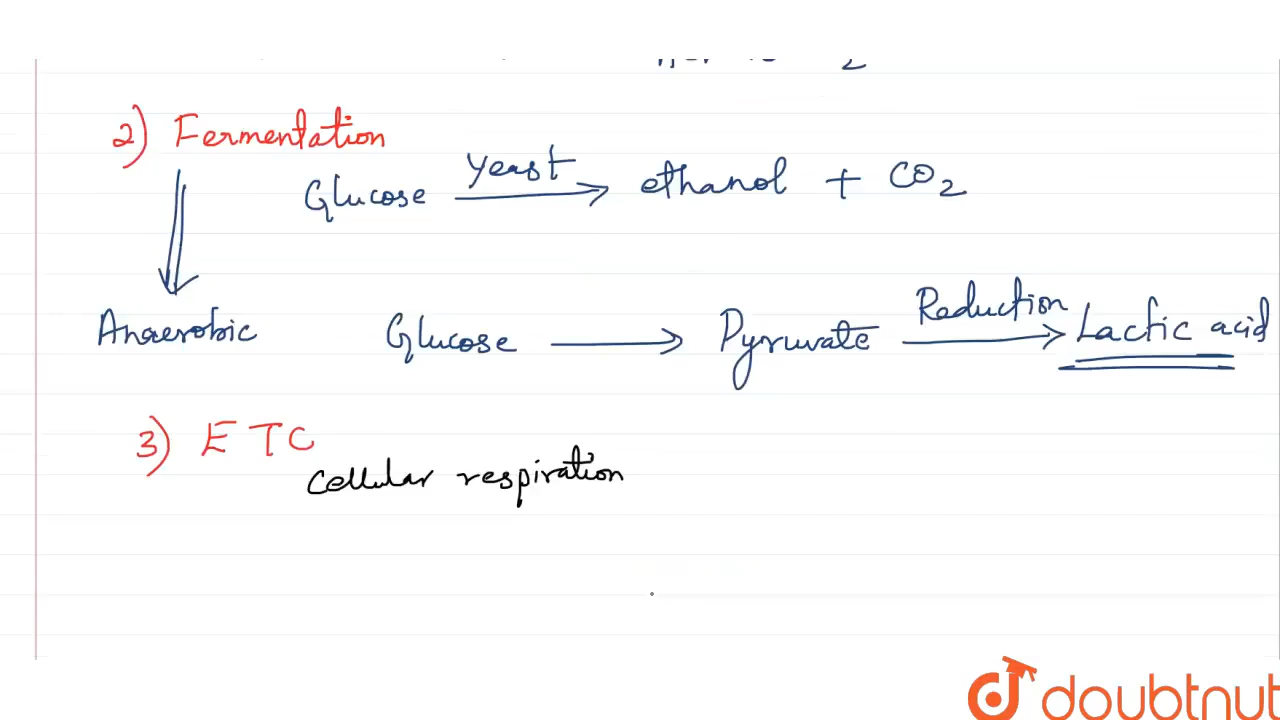 2) Fermentation
Glucose Yeast → ethanol + CO2
Anaerobic Glucose → Pyruvate Reduction → Lactic acid
3) ETC
Cellular respiration
doubtnut